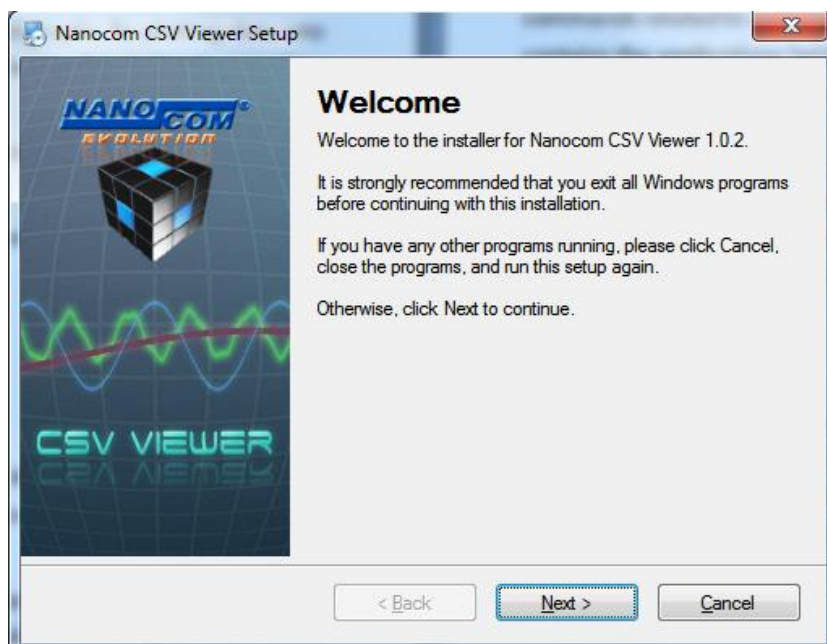 Nanocom CSV Viewer Setup
NANOCOM®
EVOLUTION
CSV VIEWER
Welcome
Welcome to the installer for Nanocom CSV Viewer 1.0.2.
It is strongly recommended that you exit all Windows programs
before continuing with this installation.
If you have any other programs running, please click Cancel,
close the programs, and run this setup again.
Otherwise, click Next to continue.
< Back
Next >
Cancel